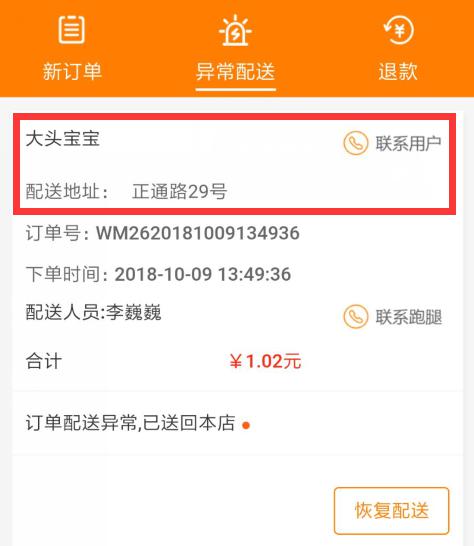 新订单 异常配送 退款
大头宝宝 联系用户
配送地址： 正通路29号
订单号: WM2620181009134936
下单时间: 2018-10-09 13:49:36
配送人员:李巍巍 联系跑腿
合计 ￥1.02元
订单配送异常,已送回本店
恢复配送